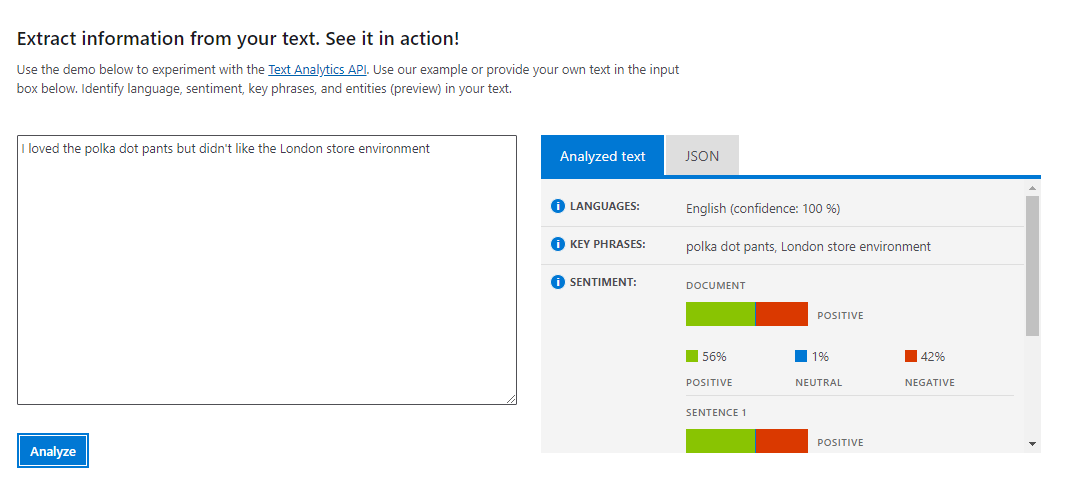 Extract information from your text. See it in action!
Use the demo below to experiment with the Text Analytics API. Use our example or provide your own text in the input
box below. Identify language, sentiment, key phrases, and entities (preview) in your text.
I loved the polka dot pants but didn't like the London store environment
Analyze
Analyzed text JSON
LANGUAGES: English (confidence: 100 %)
KEY PHRASES: polka dot pants, London store environment
SENTIMENT: DOCUMENT
POSITIVE
56% 1% 42%
POSITIVE NEUTRAL NEGATIVE
SENTENCE 1
POSITIVE